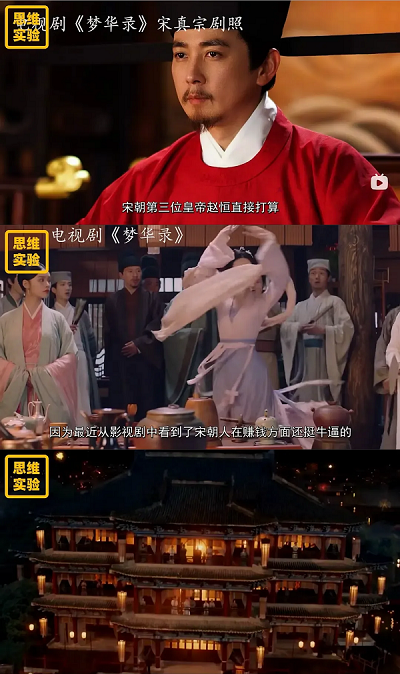 思维
实验
电视剧《梦华录》宋真宗剧照
宋朝第三位皇帝赵恒直接打算
思维
实验
电视剧《梦华录》
因为最近从影视剧中看到了宋朝人在赚钱方面还挺牛逼的
思维
实验